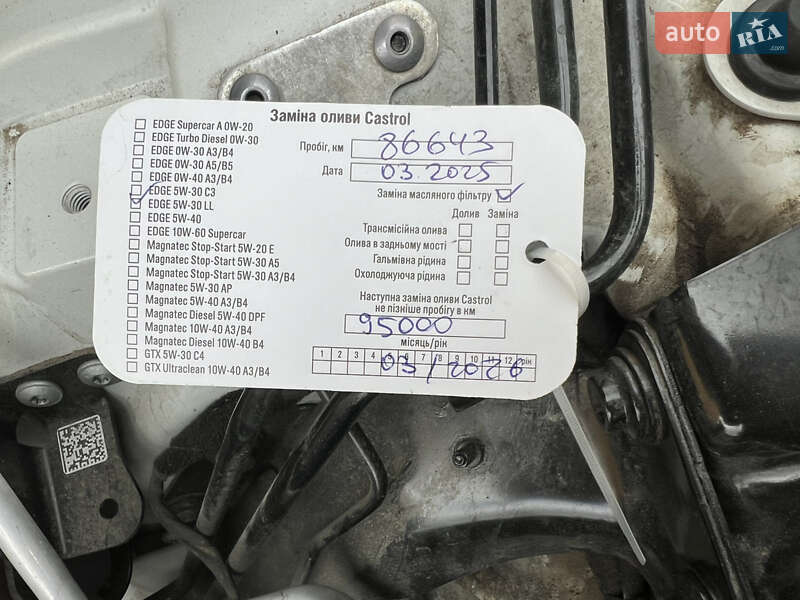 auto RIA .com
Заміна оливи Castrol
EDGE Supercar A 0W-20
EDGE Turbo Diesel 0W-30
EDGE 0W-30 A3/B4
EDGE 0W-30 A5/B5
EDGE 0W-40 A3/B4
EDGE 5W-30 C3
EDGE 5W-30 LL
EDGE 5W-40
EDGE 10W-60 Supercar
Magnatec Stop-Start 5W-20 E
Magnatec Stop-Start 5W-30 A5
Magnatec Stop-Start 5W-30 A3/B4
Magnatec 5W-30 AP
Magnatec 5W-40 A3/B4
Magnatec Diesel 5W-40 DPF
Magnatec 10W-40 A3/B4
Magnatec Diesel 10W-40 B4
GTX 5W-30 C4
GTX Ultraclean 10W-40 A3/B4
Пробіг, км 86643
Дата 03.2025
Заміна масляного фільтру
Долив Заміна
Трансмісійна олива
Олива в задньому мості
Гальмівна рідина
Охолоджуюча рідина
Наступна заміна оливи Castrol
не пізніше пробігу в км
95000
місяць/рік
1 2 3 4 5 6 7 8 9 10 11 12 рік
03/2026